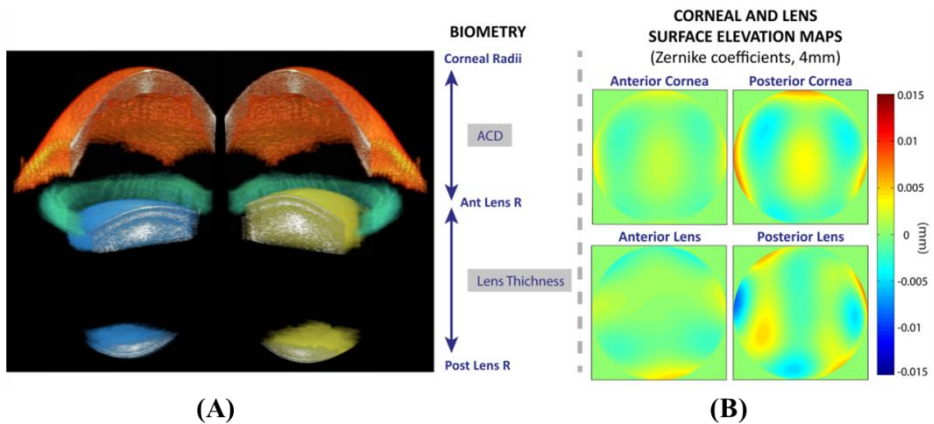 BIOMETRY
Corneal Radii
ACD
Ant Lens R
Lens Thichness
Post Lens R
(A)
CORNEAL AND LENS
SURFACE ELEVATION MAPS
(Zernike coefficients, 4mm)
Anterior Cornea
Posterior Cornea
Anterior Lens
Posterior Lens
0.015
0.01
0.005
0
-0.005
-0.01
-0.015
(mm)
(B)